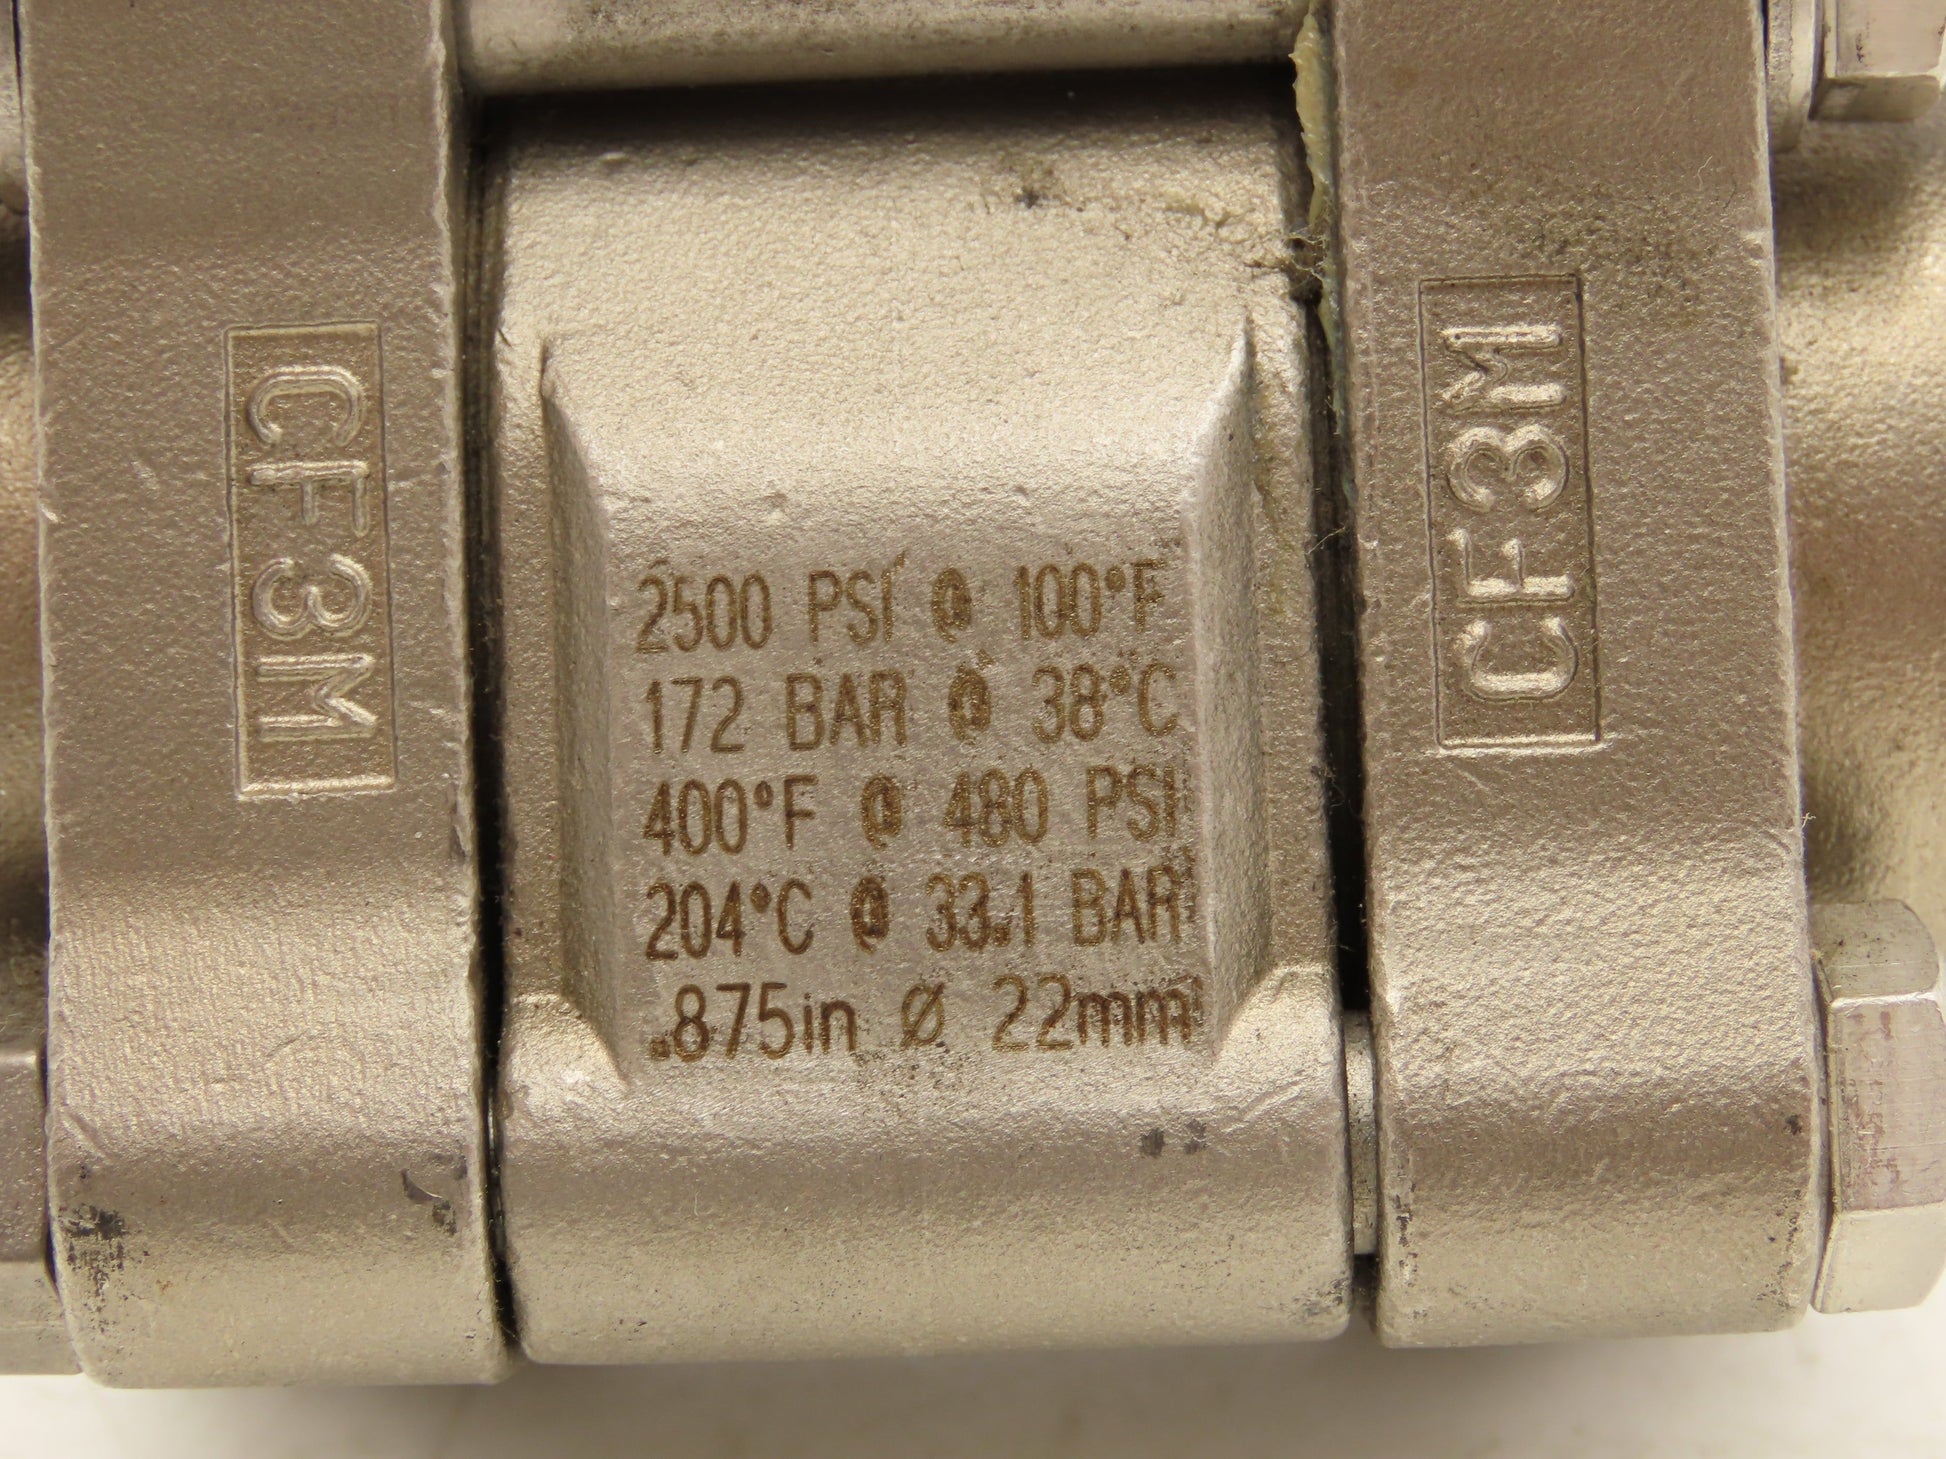 CF3M
2500 PSI @ 100°F
172 BAR @ 38°C
400°F @ 480 PSI
204°C @ 33.1 BAR
.875in Ø 22mm
CF3M